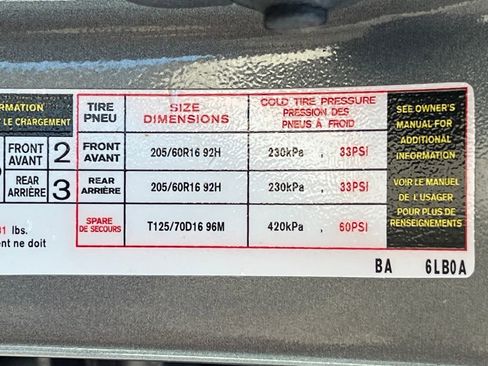 RMATION
T LE CHARGEMENT
TIRE
PNEU
SIZE
DIMENSIONS
COLD TIRE PRESSURE
PRESSION DES
PNEUS À FROID
SEE OWNER'S
MANUAL FOR
ADDITIONAL
INFORMATION
VOIR LE MANUEL
DE L'USAGER
POUR PLUS DE
RENSEIGNEMENTS
FRONT
AVANT
2
FRONT
AVANT
205/60R16 92H
230kPa , 33PSI
REAR
ARRIÈRE
3
REAR
ARRIÈRE
205/60R16 92H
230kPa , 33PSI
SPARE
DE SECOURS
T125/70D16 96M
420kPa , 60PSI
31 lbs.
ent ne doit
BA 6LB0A